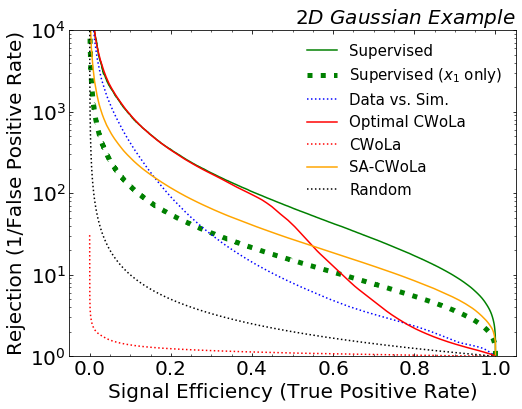 2D Gaussian Example
Rejection (1/False Positive Rate)
10^4
10^3
10^2
10^1
10^0
Supervised
Supervised (x_1 only)
Data vs. Sim.
Optimal CWoLa
CWoLa
SA-CWoLa
Random
0.0 0.2 0.4 0.6 0.8 1.0
Signal Efficiency (True Positive Rate)